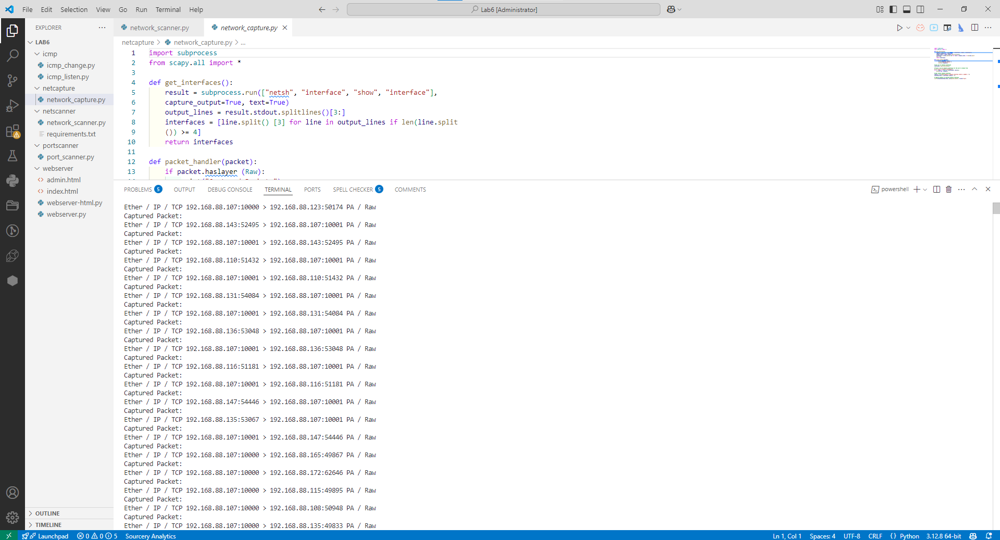 File Edit Selection View Go Run Terminal Help
Lab6 [Administrator]
EXPLORER
LAB6
icmp
icmp_change.py
icmp_listen.py
netcapture
network_capture.py
netscanner
network_scanner.py
requirements.txt
portscanner
port_scanner.py
webserver
admin.html
index.html
webserver-html.py
webserver.py
OUTLINE
TIMELINE
network_scanner.py network_capture.py
netcapture > network_capture.py > ...
1 import subprocess
2 from scapy.all import *
3
4 def get_interfaces():
5 result = subprocess.run(["netsh", "interface", "show", "interface"],
6 capture_output=True, text=True)
7 output_lines = result.stdout.splitlines()[3:]
8 interfaces = [line.split() [3] for line in output_lines if len(line.split
9 ()) >= 4]
10 return interfaces
11
12 def packet_handler(packet):
13 if packet.haslayer (Raw):
PROBLEMS 5 OUTPUT DEBUG CONSOLE TERMINAL PORTS SPELL CHECKER 5 COMMENTS
powershell
Ether / IP / TCP 192.168.88.107:10000 > 192.168.88.123:50174 PA / Raw
Captured Packet:
Ether / IP / TCP 192.168.88.143:52495 > 192.168.88.107:10001 PA / Raw
Captured Packet:
Ether / IP / TCP 192.168.88.107:10001 > 192.168.88.143:52495 PA / Raw
Captured Packet:
Ether / IP / TCP 192.168.88.110:51432 > 192.168.88.107:10001 PA / Raw
Captured Packet:
Ether / IP / TCP 192.168.88.107:10001 > 192.168.88.110:51432 PA / Raw
Captured Packet:
Ether / IP / TCP 192.168.88.131:54084 > 192.168.88.107:10001 PA / Raw
Captured Packet:
Ether / IP / TCP 192.168.88.107:10001 > 192.168.88.131:54084 PA / Raw
Captured Packet:
Ether / IP / TCP 192.168.88.136:53048 > 192.168.88.107:10001 PA / Raw
Captured Packet:
Ether / IP / TCP 192.168.88.107:10001 > 192.168.88.136:53048 PA / Raw
Captured Packet:
Ether / IP / TCP 192.168.88.116:51181 > 192.168.88.107:10001 PA / Raw
Captured Packet:
Ether / IP / TCP 192.168.88.107:10001 > 192.168.88.116:51181 PA / Raw
Captured Packet:
Ether / IP / TCP 192.168.88.147:54446 > 192.168.88.107:10001 PA / Raw
Captured Packet:
Ether / IP / TCP 192.168.88.135:53067 > 192.168.88.107:10001 PA / Raw
Captured Packet:
Ether / IP / TCP 192.168.88.107:10001 > 192.168.88.147:54446 PA / Raw
Captured Packet:
Ether / IP / TCP 192.168.88.107:10000 > 192.168.88.165:49867 PA / Raw
Captured Packet:
Ether / IP / TCP 192.168.88.107:10000 > 192.168.88.172:62646 PA / Raw
Captured Packet:
Ether / IP / TCP 192.168.88.107:10000 > 192.168.88.115:49895 PA / Raw
Captured Packet:
Ether / IP / TCP 192.168.88.107:10000 > 192.168.88.108:50948 PA / Raw
Captured Packet:
Ether / IP / TCP 192.168.88.107:10000 > 192.168.88.135:49833 PA / Raw
Launchpad 0 0 5 Sourcery Analytics Ln 1, Col 1 Spaces: 4 UTF-8 CRLF Python 3.12.8 64-bit